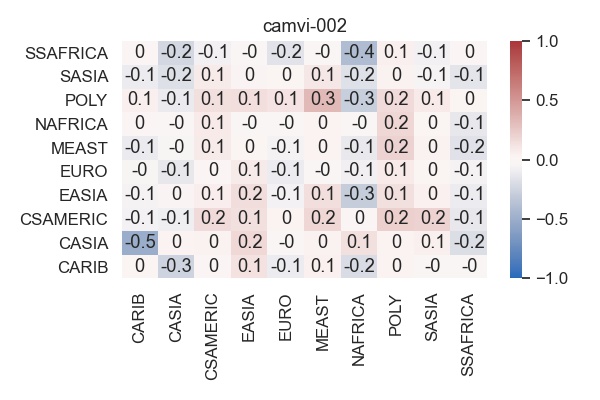 camvi-002
SSAFRICA 0 -0.2 -0.1 -0 -0.2 -0 -0.4 0.1 -0.1 0
SASIA -0.1 -0.2 0.1 0 0 0.1 -0.2 0 -0.1 -0.1
POLY 0.1 -0.1 0.1 0.1 0.1 0.3 -0.3 0.2 0.1 0
NAFRICA 0 -0 0.1 -0 -0 0 -0 0.2 0 -0.1
MEAST -0.1 -0 0.1 0 -0.1 0 -0.1 0.2 0 -0.2
EURO -0 -0.1 0 0.1 -0.1 -0 -0.1 0.1 0 -0.1
EASIA -0.1 0 0.1 0.2 -0.1 0.1 -0.3 0.1 0 -0.1
CSAMERIC -0.1 -0.1 0.2 0.1 0 0.2 0 0.2 0.2 -0.1
CASIA -0.5 0 0 0.2 -0 0 0.1 0 0.1 -0.2
CARIB 0 -0.3 0 0.1 -0.1 0.1 -0.2 0 -0 -0
CARIB CASIA CSAMERIC EASIA EURO MEAST NAFRICA POLY SASIA SSAFRICA
1.0
0.5
0.0
−0.5
−1.0